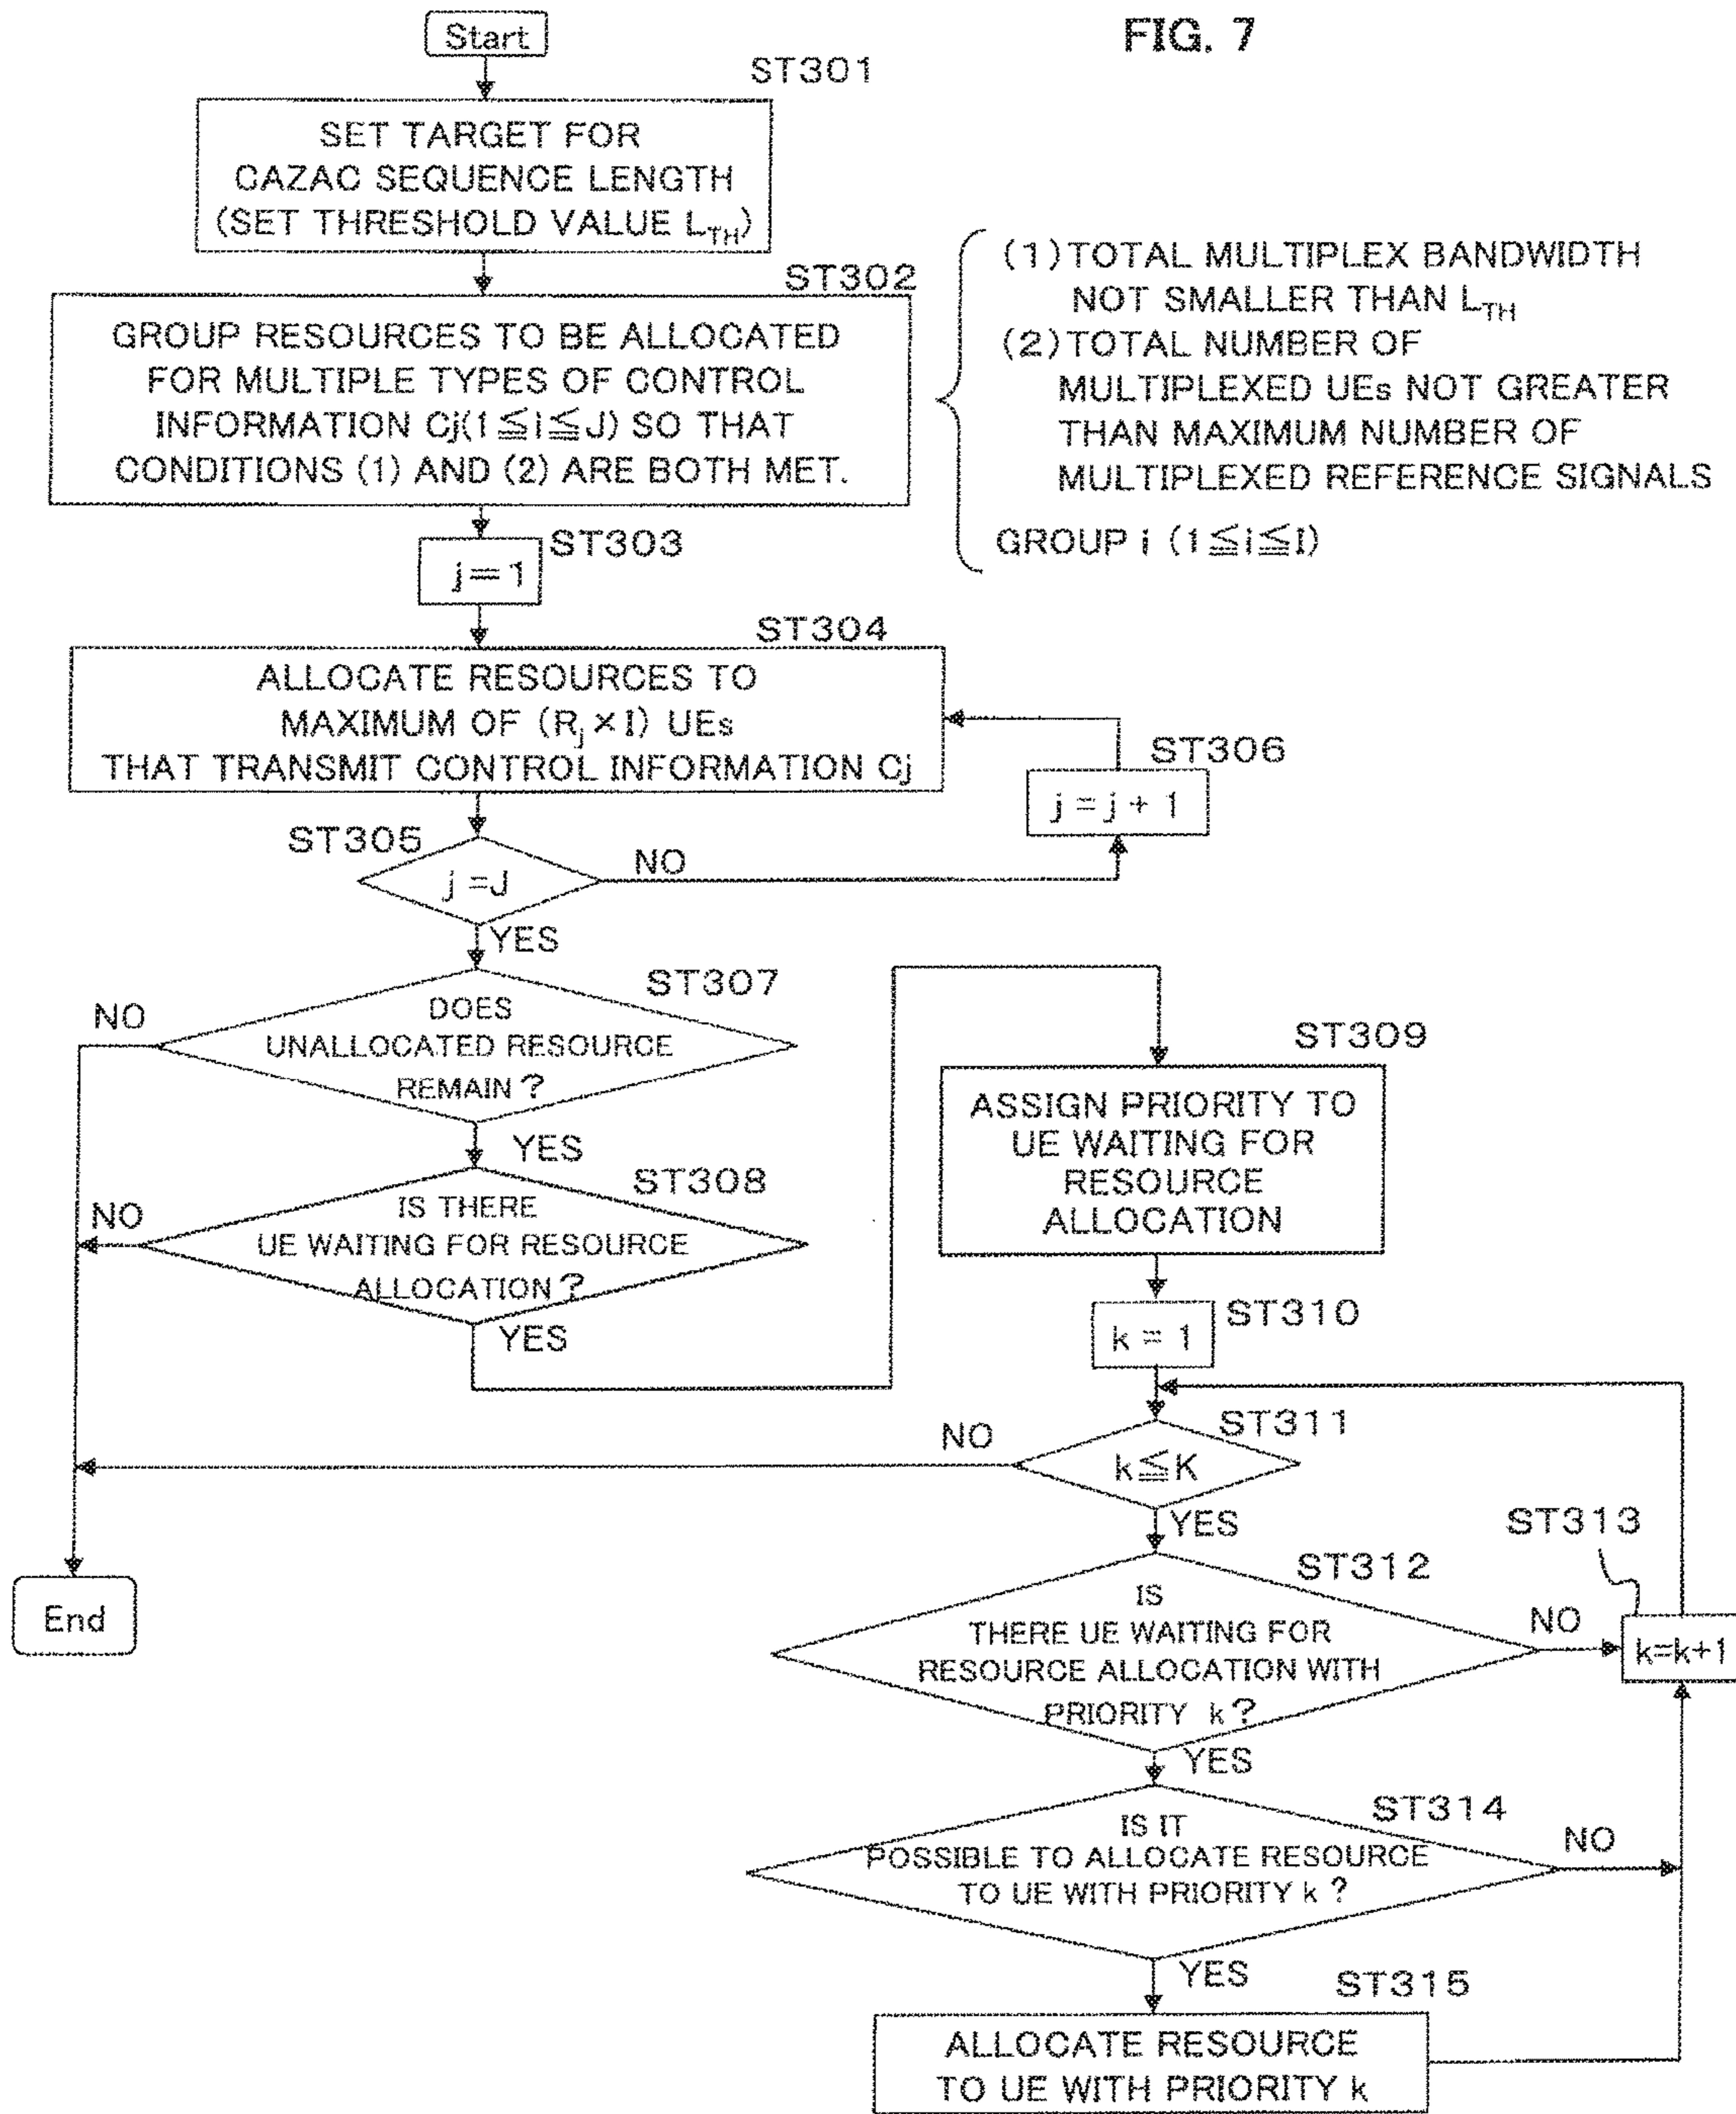 FIG. 7
Start
ST301
SET TARGET FOR
CAZAC SEQUENCE LENGTH
(SET THRESHOLD VALUE L_TH)
ST302
GROUP RESOURCES TO BE ALLOCATED
FOR MULTIPLE TYPES OF CONTROL
INFORMATION Cj(1≦i≦J) SO THAT
CONDITIONS (1) AND (2) ARE BOTH MET.
(1) TOTAL MULTIPLEX BANDWIDTH
NOT SMALLER THAN L_TH
(2) TOTAL NUMBER OF
MULTIPLEXED UEs NOT GREATER
THAN MAXIMUM NUMBER OF
MULTIPLEXED REFERENCE SIGNALS
GROUP i (1≦i≦I)
ST303
j=1
ST304
ALLOCATE RESOURCES TO
MAXIMUM OF (R_j × I) UEs
THAT TRANSMIT CONTROL INFORMATION Cj
ST306
j = j + 1
ST305
j = J
NO
YES
ST307
DOES
UNALLOCATED RESOURCE
REMAIN ?
NO
YES
ST308
IS THERE
UE WAITING FOR RESOURCE
ALLOCATION ?
NO
YES
ST309
ASSIGN PRIORITY TO
UE WAITING FOR
RESOURCE
ALLOCATION
ST310
k = 1
ST311
k≦K
NO
YES
ST312
IS
THERE UE WAITING FOR
RESOURCE ALLOCATION WITH
PRIORITY k ?
NO
YES
ST313
k=k+1
ST314
IS IT
POSSIBLE TO ALLOCATE RESOURCE
TO UE WITH PRIORITY k ?
NO
YES
ST315
ALLOCATE RESOURCE
TO UE WITH PRIORITY k
End